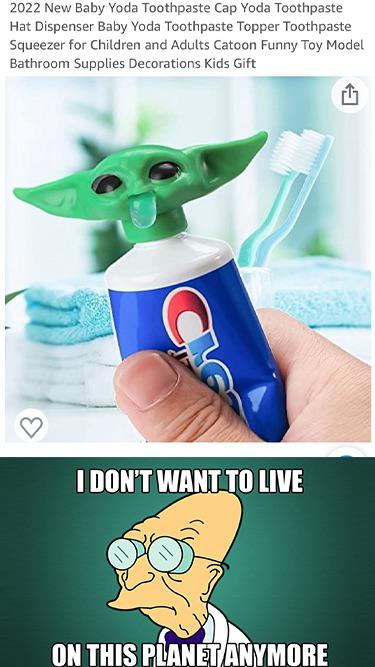 2022 New Baby Yoda Toothpaste Cap Yoda Toothpaste
Hat Dispenser Baby Yoda Toothpaste Topper Toothpaste
Squeezer for Children and Adults Catoon Funny Toy Model
Bathroom Supplies Decorations Kids Gift
I DON'T WANT TO LIVE
ON THIS PLANET ANYMORE